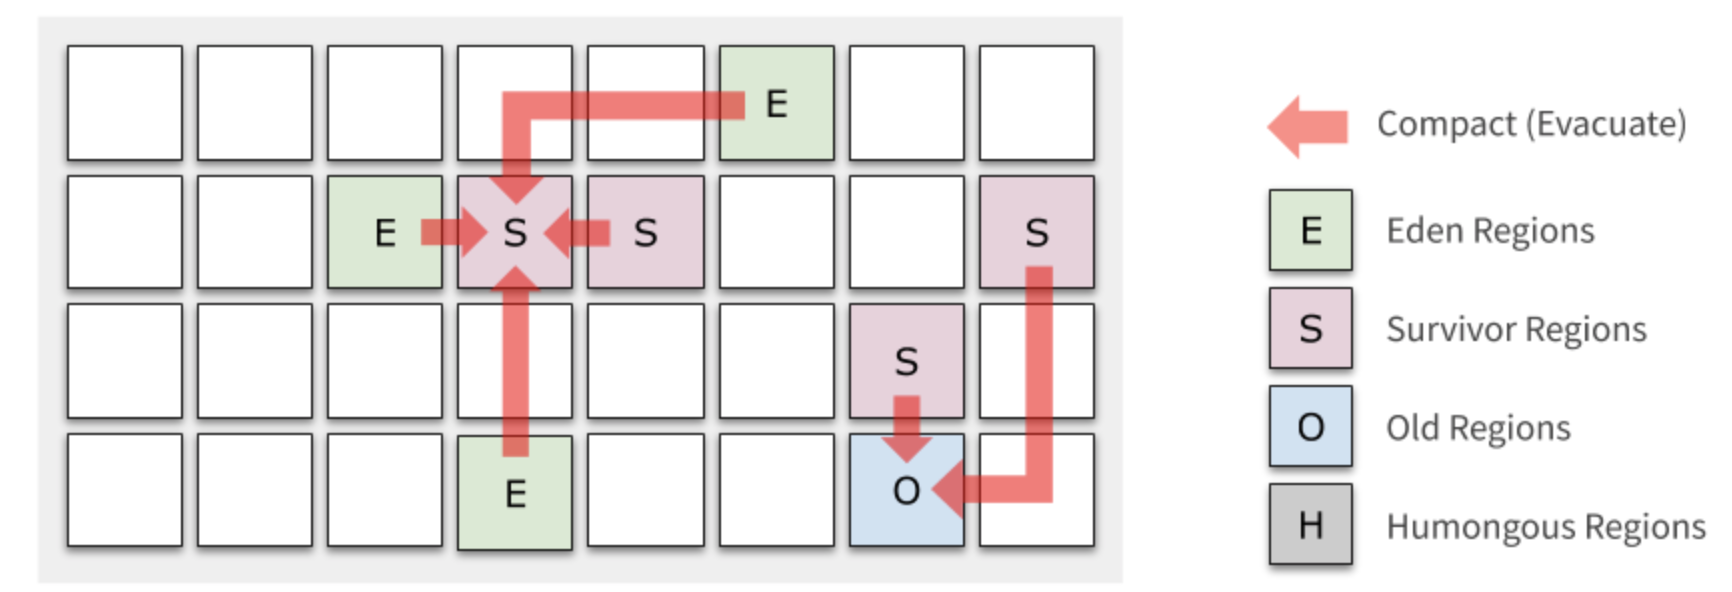 E
E S S S
S
E O
Compact (Evacuate)
E Eden Regions
S Survivor Regions
O Old Regions
H Humongous Regions